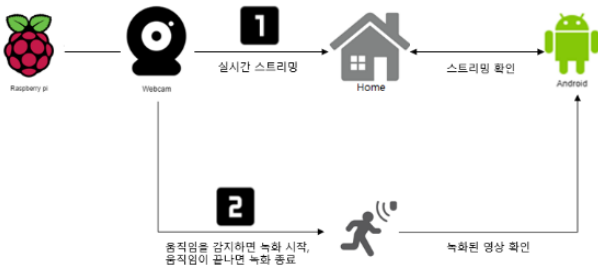 1
실시간 스트리밍
스트리밍 확인
Raspberry pi
Webcam
Home
Android
2
움직임을 감지하면 녹화 시작,
움직임이 끝나면 녹화 종료
녹화된 영상 확인